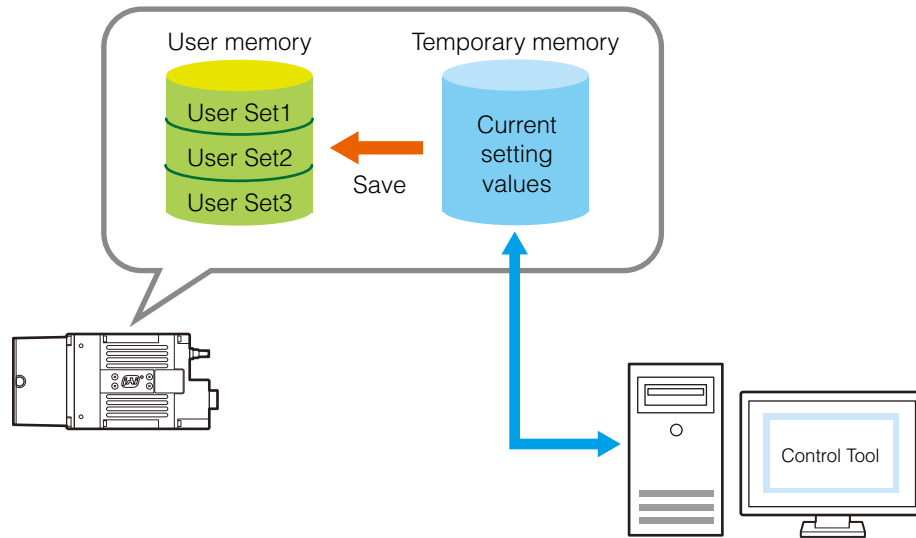 User memory
Temporary memory
User Set1
User Set2
User Set3
Save
Current
setting
values
Control Tool